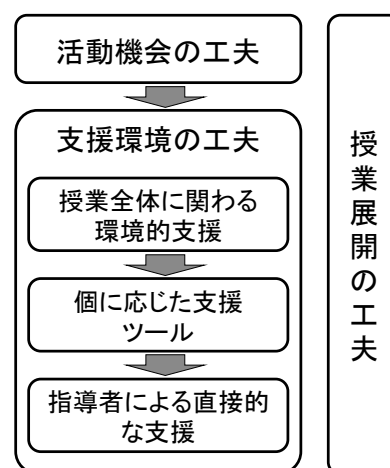 活動機会の工夫
支援環境の工夫
授業全体に関わる
環境的支援
個に応じた支援
ツール
指導者による直接的
な支援
授業展開の工夫